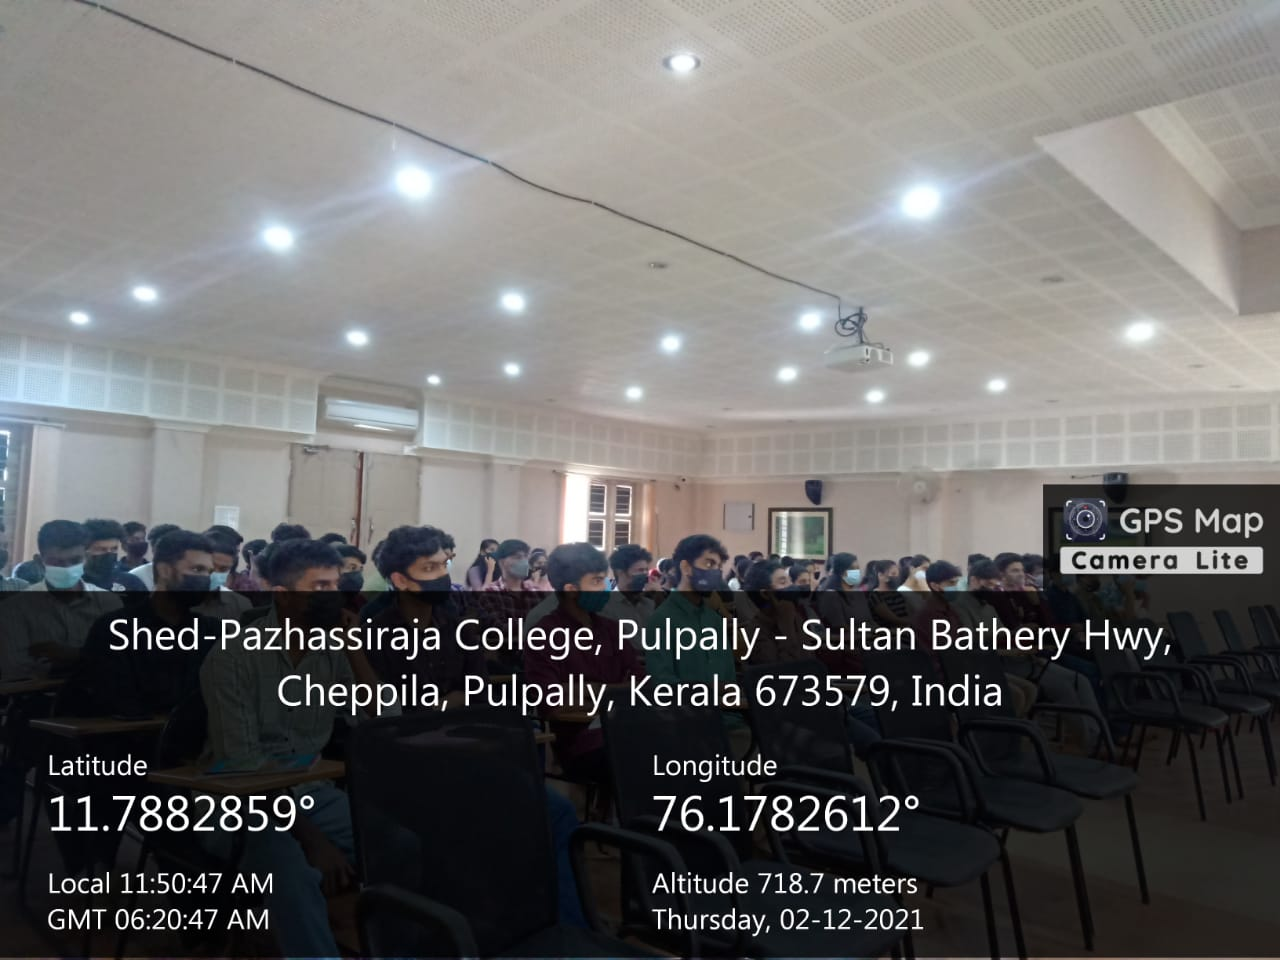 GPS Map
Camera Lite
Shed-Pazhassiraja College, Pulpally - Sultan Bathery Hwy,
Cheppila, Pulpally, Kerala 673579, India
Latitude
11.7882859°
Longitude
76.1782612°
Local 11:50:47 AM
GMT 06:20:47 AM
Altitude 718.7 meters
Thursday, 02-12-2021